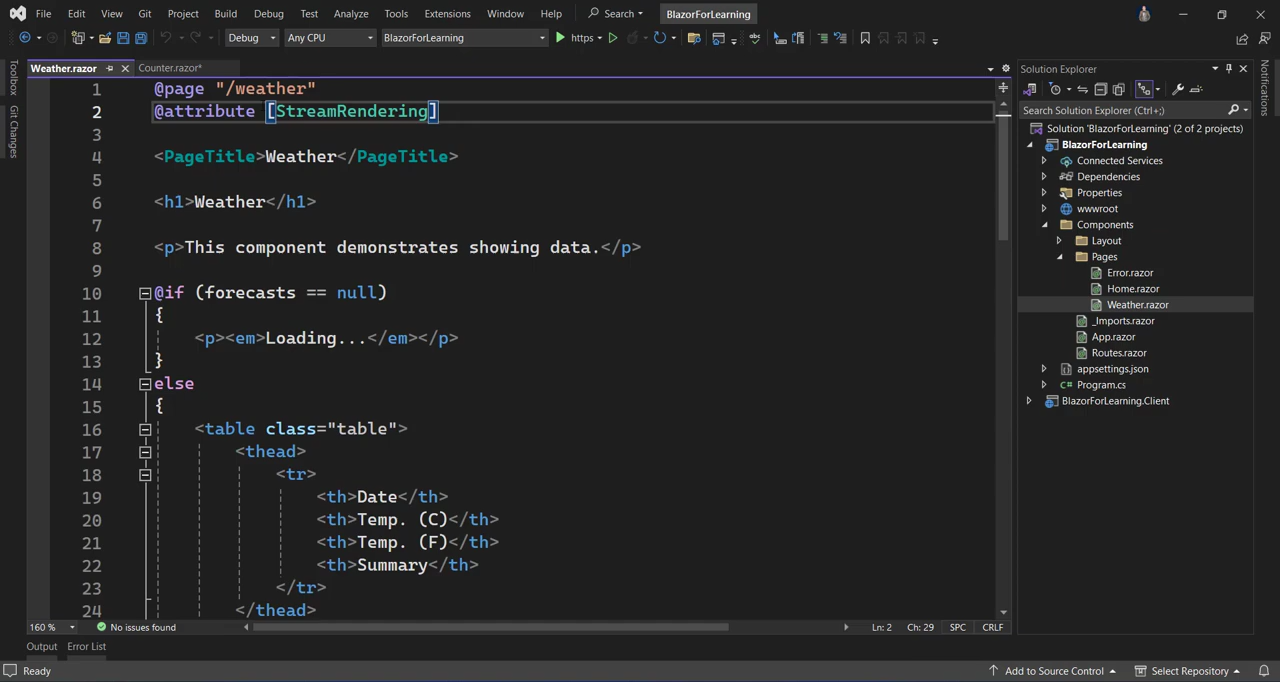 File Edit View Git Project Build Debug Test Analyze Tools Extensions Window Help Search BlazorForLearning
Debug Any CPU BlazorForLearning https
Toolbox
Git Changes
Weather.razor Counter.razor*
1 @page "/weather"
2 @attribute [StreamRendering]
3
4 <PageTitle>Weather</PageTitle>
5
6 <h1>Weather</h1>
7
8 <p>This component demonstrates showing data.</p>
9
10 @if (forecasts == null)
11 {
12 <p><em>Loading...</em></p>
13 }
14 else
15 {
16 <table class="table">
17 <thead>
18 <tr>
19 <th>Date</th>
20 <th>Temp. (C)</th>
21 <th>Temp. (F)</th>
22 <th>Summary</th>
23 </tr>
24 </thead>
160 % No issues found Ln: 2 Ch: 29 SPC CRLF
Output Error List
Solution Explorer
Search Solution Explorer (Ctrl+;)
Solution 'BlazorForLearning' (2 of 2 projects)
BlazorForLearning
Connected Services
Dependencies
Properties
wwwroot
Components
Layout
Pages
Error.razor
Home.razor
Weather.razor
_Imports.razor
App.razor
Routes.razor
appsettings.json
C# Program.cs
BlazorForLearning.Client
Notifications
Ready Add to Source Control Select Repository